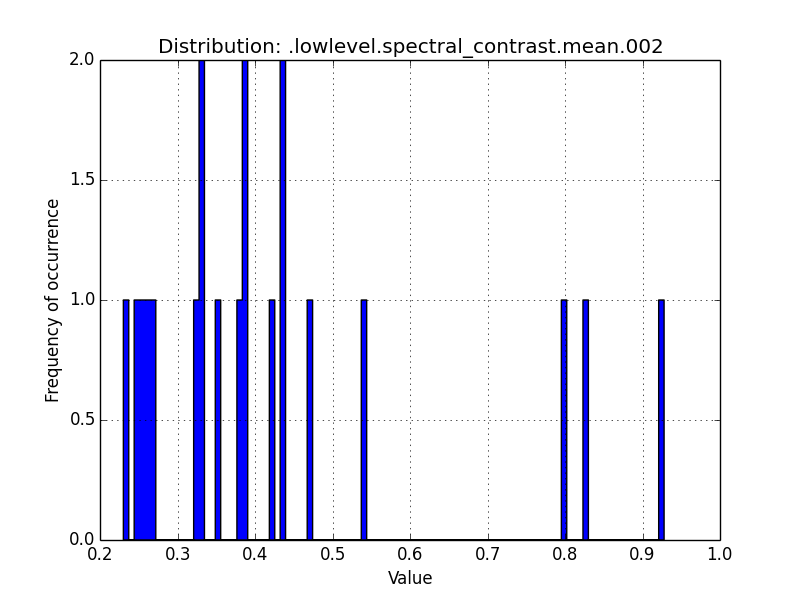 Distribution: .lowlevel.spectral_contrast.mean.002
2.0
1.5
1.0
0.5
0.0
Frequency of occurrence
0.2 0.3 0.4 0.5 0.6 0.7 0.8 0.9 1.0
Value